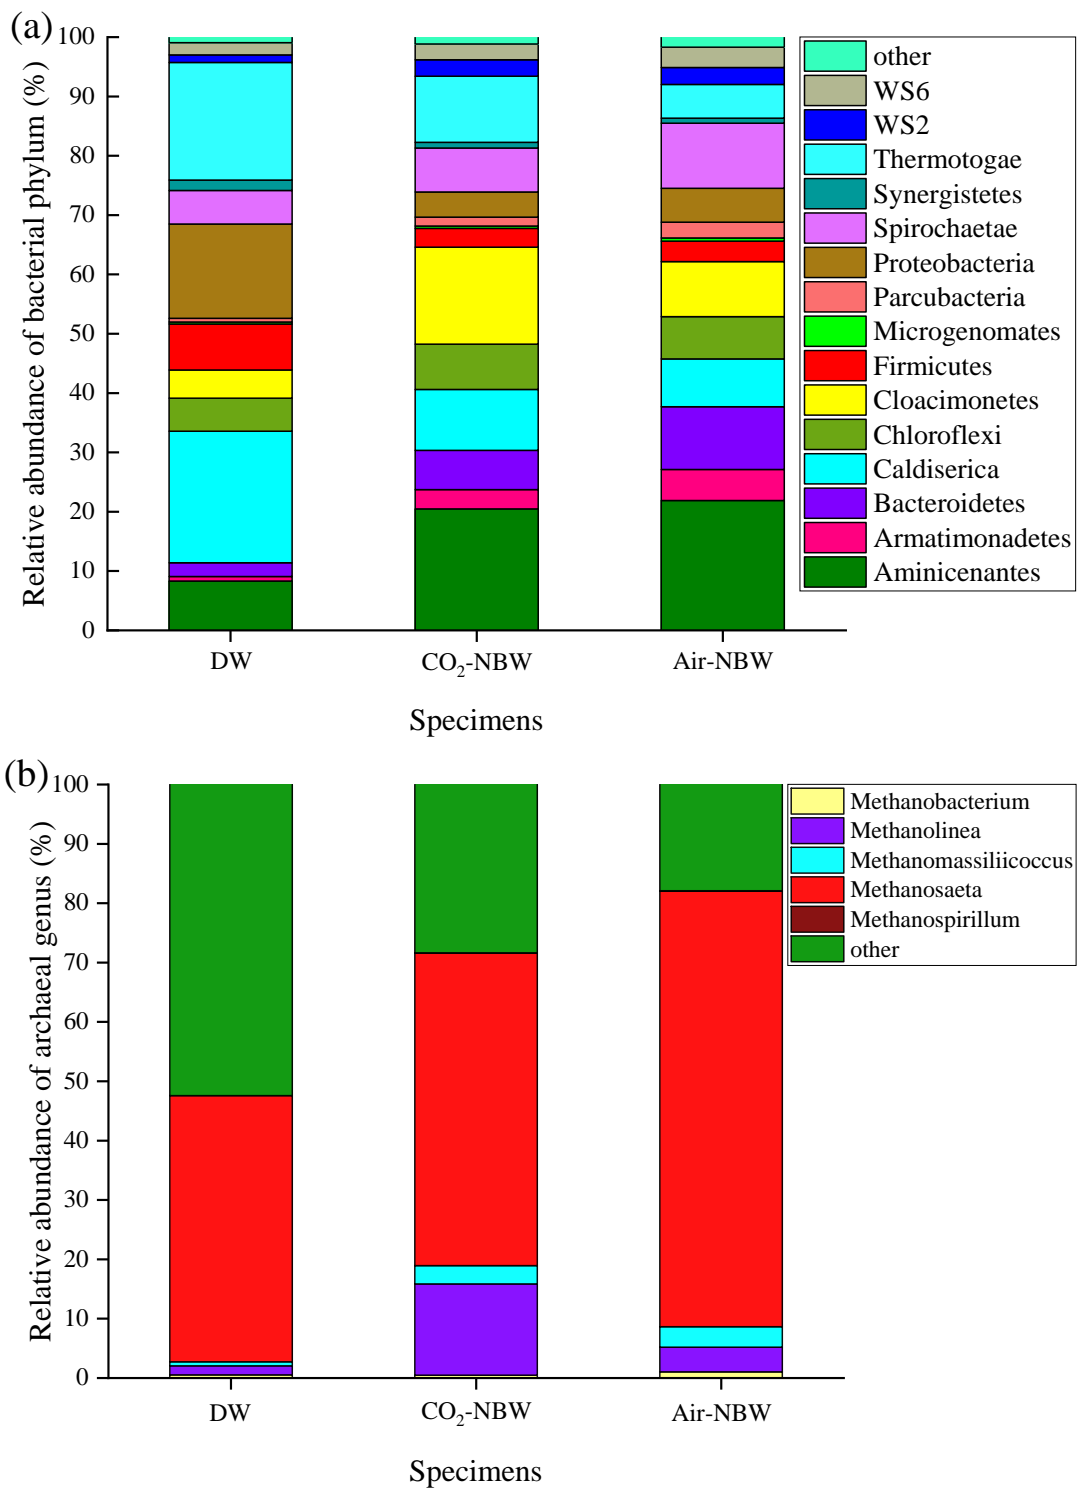 (a)
Relative abundance of bacterial phylum (%)
100
90
80
70
60
50
40
30
20
10
0
DW
CO₂-NBW
Air-NBW
Specimens
other
WS6
WS2
Thermotogae
Synergistetes
Spirochaetae
Proteobacteria
Parcubacteria
Microgenomates
Firmicutes
Cloacimonetes
Chloroflexi
Caldiserica
Bacteroidetes
Armatimonadetes
Aminicenantes
(b)
Relative abundance of archaeal genus (%)
100
90
80
70
60
50
40
30
20
10
0
DW
CO₂-NBW
Air-NBW
Specimens
Methanobacterium
Methanolinea
Methanomassiliicoccus
Methanosaeta
Methanospirillum
other